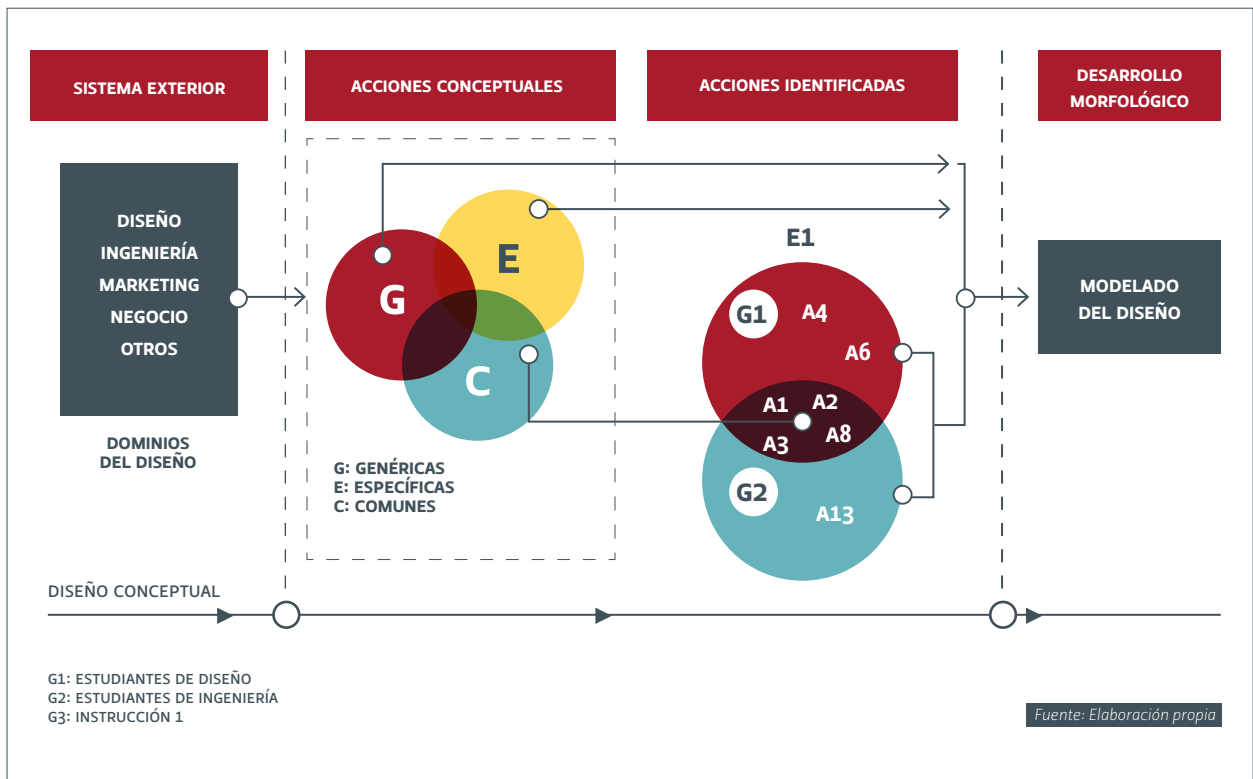 SISTEMA EXTERIOR
ACCIONES CONCEPTUALES
ACCIONES IDENTIFICADAS
DESARROLLO
MORFOLÓGICO
DISEÑO
INGENIERÍA
MARKETING
NEGOCIO
OTROS
DOMINIOS
DEL DISEÑO
G
E
C
G: GENÉRICAS
E: ESPECÍFICAS
C: COMUNES
E1
G1
A4
A6
A1
A2
A3
A8
G2
A13
MODELADO
DEL DISEÑO
DISEÑO CONCEPTUAL
G1: ESTUDIANTES DE DISEÑO
G2: ESTUDIANTES DE INGENIERÍA
G3: INSTRUCCIÓN 1
Fuente: Elaboración propia